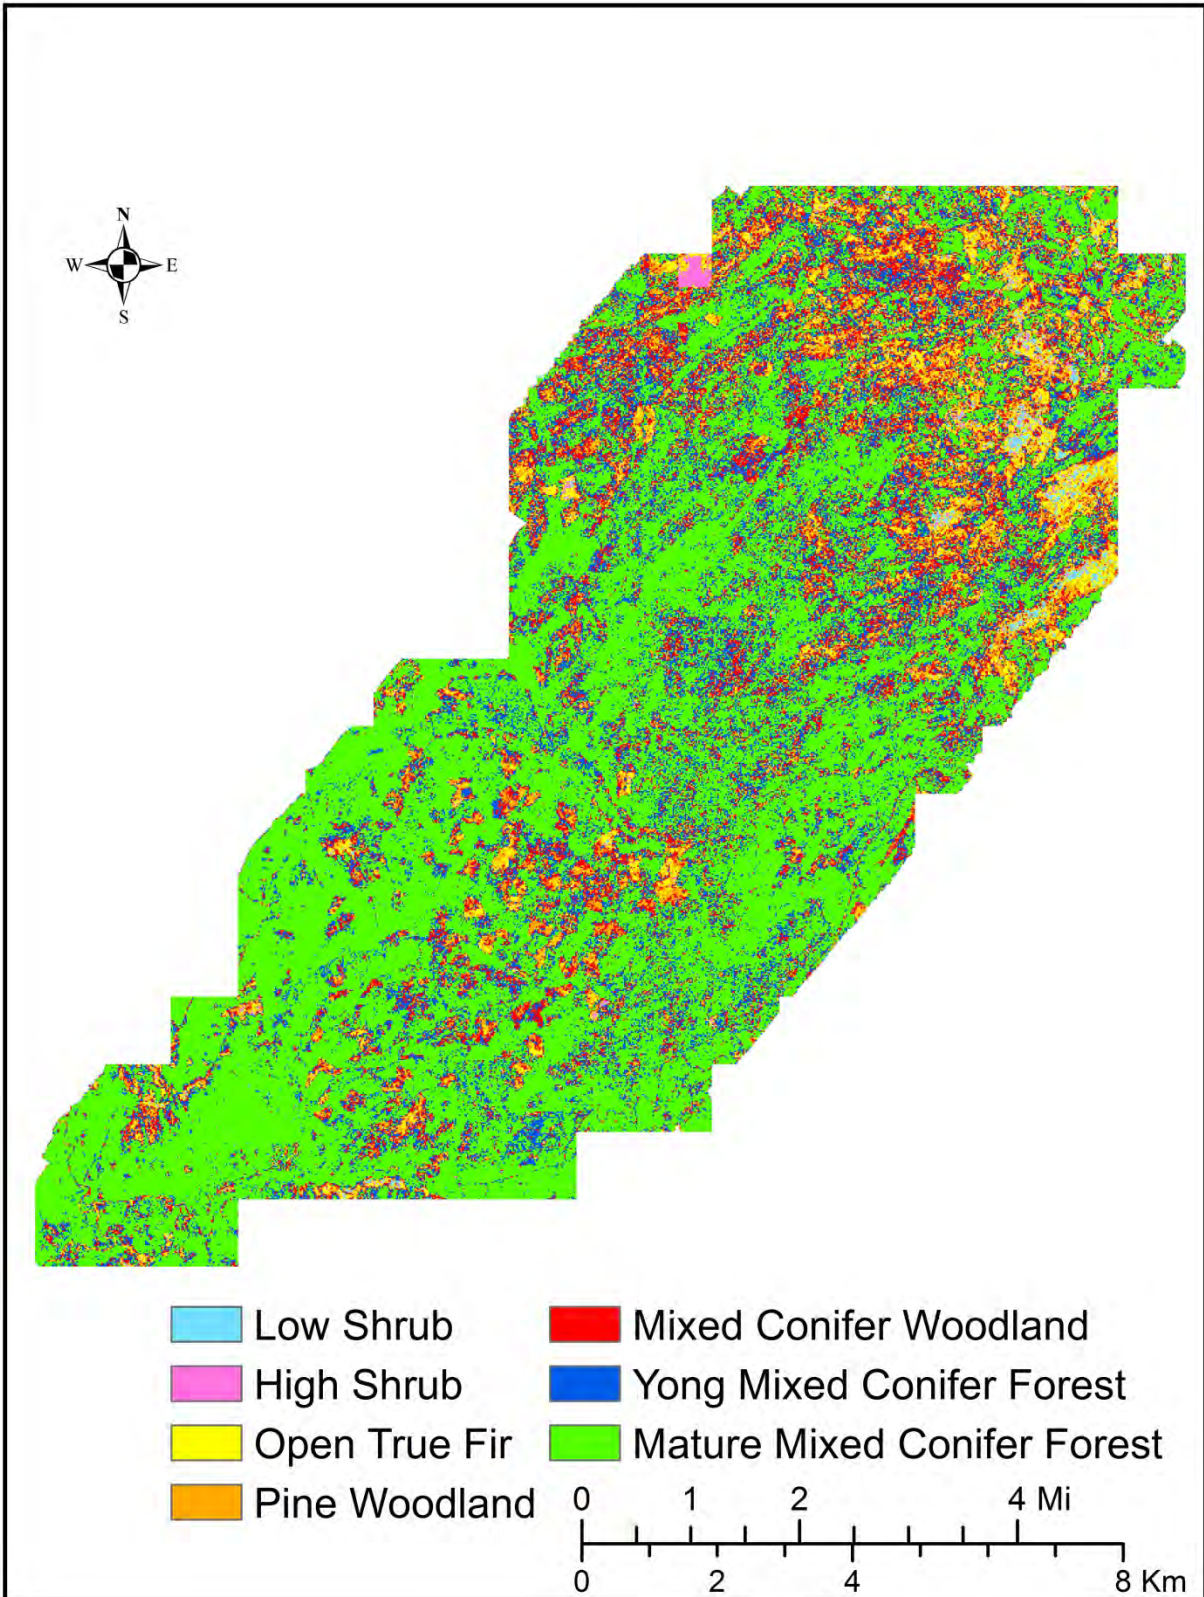 N
W E
S
Low Shrub
High Shrub
Open True Fir
Pine Woodland
Mixed Conifer Woodland
Yong Mixed Conifer Forest
Mature Mixed Conifer Forest
0 1 2 4 Mi
0 2 4 8 Km